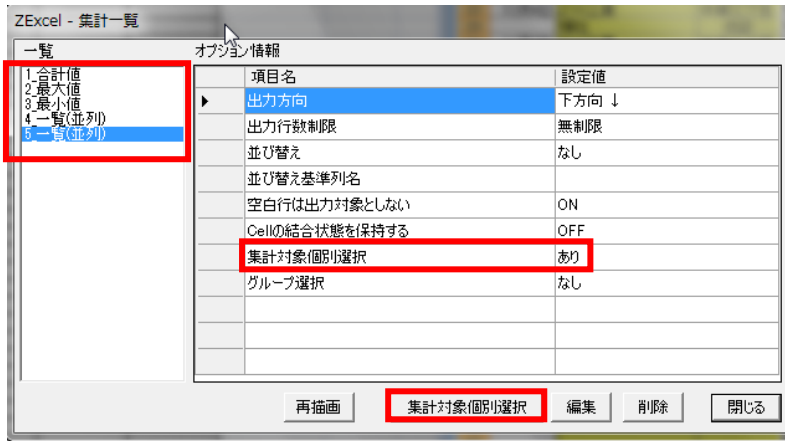 ZExcel - 集計一覧
一覧
1_合計値
2_最大値
3_最小値
4_一覧(並列)
5_一覧(並列)
オプション情報
項目名 設定値
出力方向 下方向 ↓
出力行数制限 無制限
並び替え なし
並び替え基準列名
空白行は出力対象としない ON
Cellの結合状態を保持する OFF
集計対象個別選択 あり
グループ選択 なし
再描画 集計対象個別選択 編集 削除 閉じる